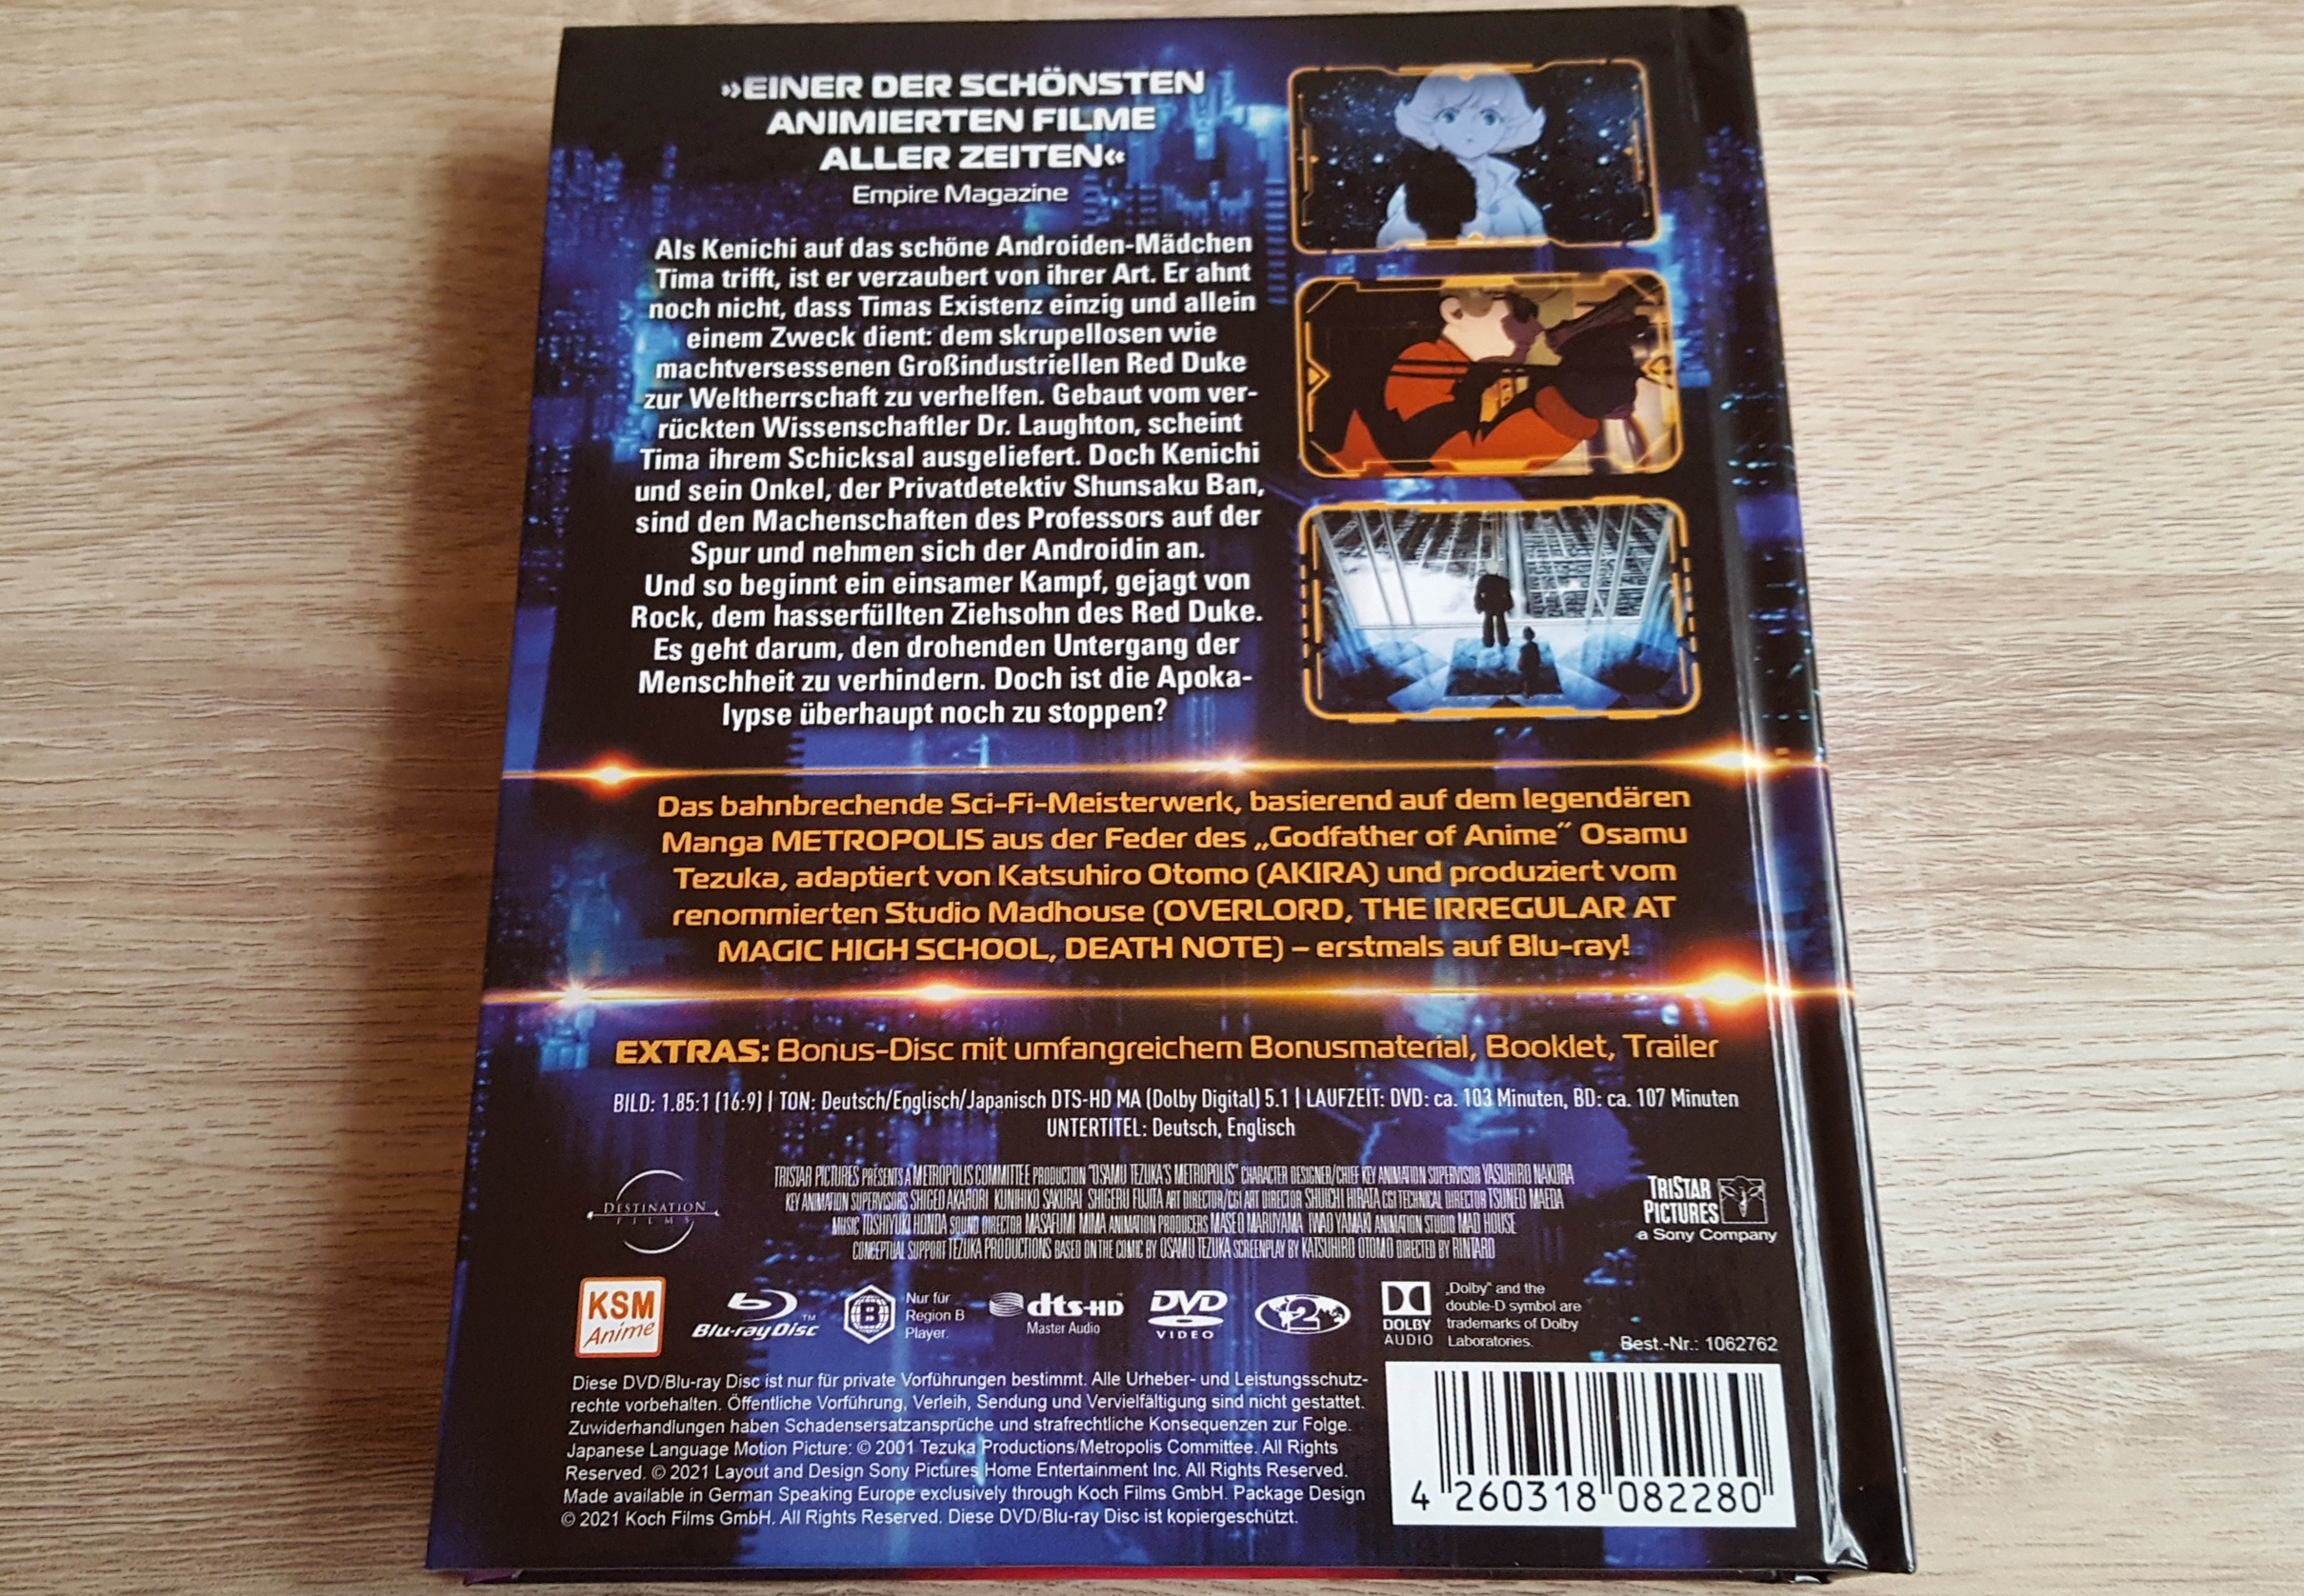 »EINER DER SCHÖNSTEN
ANIMIERTEN FILME
ALLER ZEITEN«
Empire Magazine
Als Kenichi auf das schöne Androiden-Mädchen
Tima trifft, ist er verzaubert von ihrer Art. Er ahnt
noch nicht, dass Timas Existenz einzig und allein
einem Zweck dient: dem skrupellosen wie
machtversessenen Großindustriellen Red Duke
zur Weltherrschaft zu verhelfen. Gebaut vom ver-
rückten Wissenschaftler Dr. Laughton, scheint
Tima ihrem Schicksal ausgeliefert. Doch Kenichi
und sein Onkel, der Privatdetektiv Shunsaku Ban,
sind den Machenschaften des Professors auf der
Spur und nehmen sich der Androidin an.
Und so beginnt ein einsamer Kampf, gejagt von
Rock, dem hasserfüllten Ziehsohn des Red Duke.
Es geht darum, den drohenden Untergang der
Menschheit zu verhindern. Doch ist die Apoka-
lypse überhaupt noch zu stoppen?
Das bahnbrechende Sci-Fi-Meisterwerk, basierend auf dem legendären
Manga METROPOLIS aus der Feder des „Godfather of Anime" Osamu
Tezuka, adaptiert von Katsuhiro Otomo (AKIRA) und produziert vom
renommierten Studio Madhouse (OVERLORD, THE IRREGULAR AT
MAGIC HIGH SCHOOL, DEATH NOTE) – erstmals auf Blu-ray!
EXTRAS: Bonus-Disc mit umfangreichem Bonusmaterial, Booklet, Trailer
BILD: 1.85:1 (16:9) | TON: Deutsch/Englisch/Japanisch DTS-HD MA (Dolby Digital) 5.1 | LAUFZEIT: DVD: ca. 103 Minuten, BD: ca. 107 Minuten
UNTERTITEL: Deutsch, Englisch
DESTINATION
FILMS
TRISTAR PICTURES PRESENTS A METROPOLIS COMMITTEE PRODUCTION "OSAMU TEZUKA'S METROPOLIS" CHARACTER DESIGNER/CHIEF KEY ANIMATION SUPERVISOR YASUHIRO NAKURA
KEY ANIMATION SUPERVISORS SHIGEO AKAHORI KUNIHIKO SAKURAI SHIGERU FUJITA ART DIRECTOR/CGI ART DIRECTOR SHUICHI HIRATA CGI TECHNICAL DIRECTOR TSUNEO MAEDA
MUSIC TOSHIYUKI HONDA SOUND DIRECTOR MASAFUMI MIMA ANIMATION PRODUCERS MASEO MARUYAMA IWAO YAMAKI ANIMATION STUDIO MAD HOUSE
CONCEPTUAL SUPPORT TEZUKA PRODUCTIONS BASED ON THE COMIC BY OSAMU TEZUKA SCREENPLAY BY KATSUHIRO OTOMO DIRECTED BY RINTARO
TRISTAR
PICTURES
a Sony Company
KSM
Anime
Blu-ray Disc™
B
Nur für
Region B
Player.
dts-HD™
Master Audio
DVD
VIDEO
2
DOLBY
AUDIO
„Dolby" and the
double-D symbol are
trademarks of Dolby
Laboratories.
Best.-Nr.: 1062762
Diese DVD/Blu-ray Disc ist nur für private Vorführungen bestimmt. Alle Urheber- und Leistungsschutz-
rechte vorbehalten. Öffentliche Vorführung, Verleih, Sendung und Vervielfältigung sind nicht gestattet.
Zuwiderhandlungen haben Schadensersatzansprüche und strafrechtliche Konsequenzen zur Folge.
Japanese Language Motion Picture: © 2001 Tezuka Productions/Metropolis Committee. All Rights
Reserved. © 2021 Layout and Design Sony Pictures Home Entertainment Inc. All Rights Reserved.
Made available in German Speaking Europe exclusively through Koch Films GmbH. Package Design
© 2021 Koch Films GmbH. All Rights Reserved. Diese DVD/Blu-ray Disc ist kopiergeschützt.
4 260318 082280